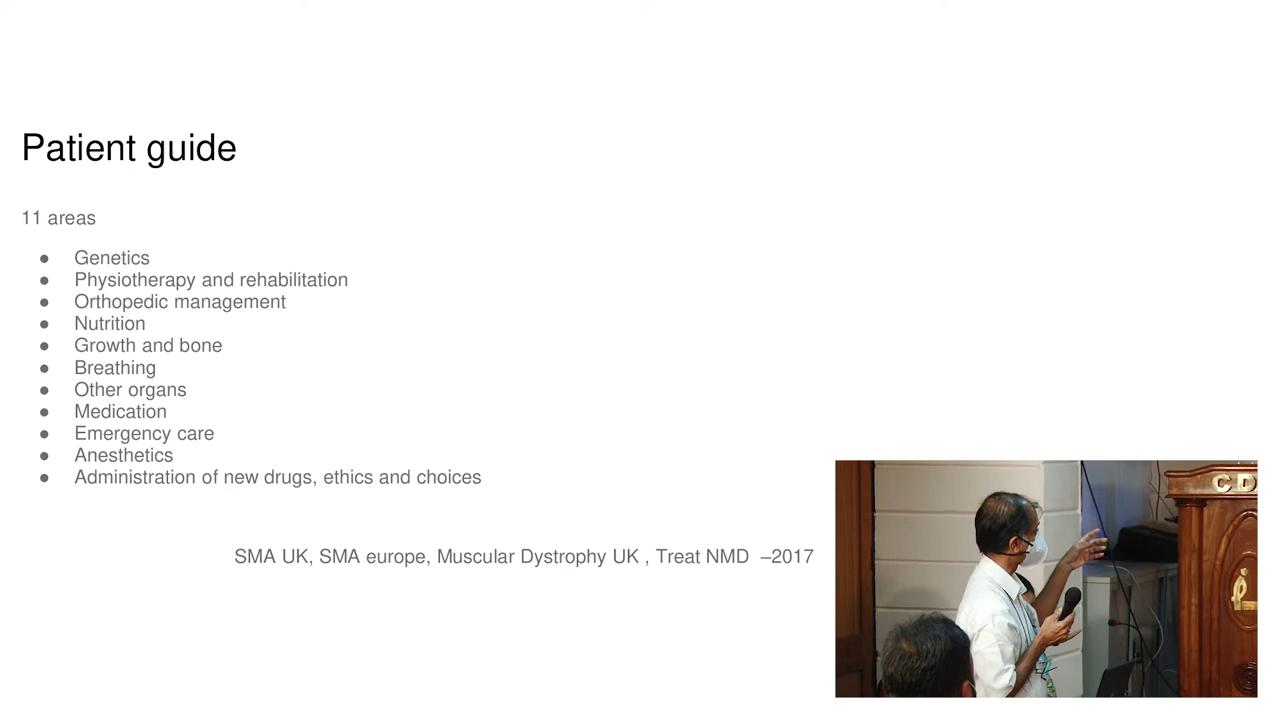 Patient guide
11 areas
● Genetics
● Physiotherapy and rehabilitation
● Orthopedic management
● Nutrition
● Growth and bone
● Breathing
● Other organs
● Medication
● Emergency care
● Anesthetics
● Administration of new drugs, ethics and choices
SMA UK, SMA europe, Muscular Dystrophy UK , Treat NMD –2017
CD